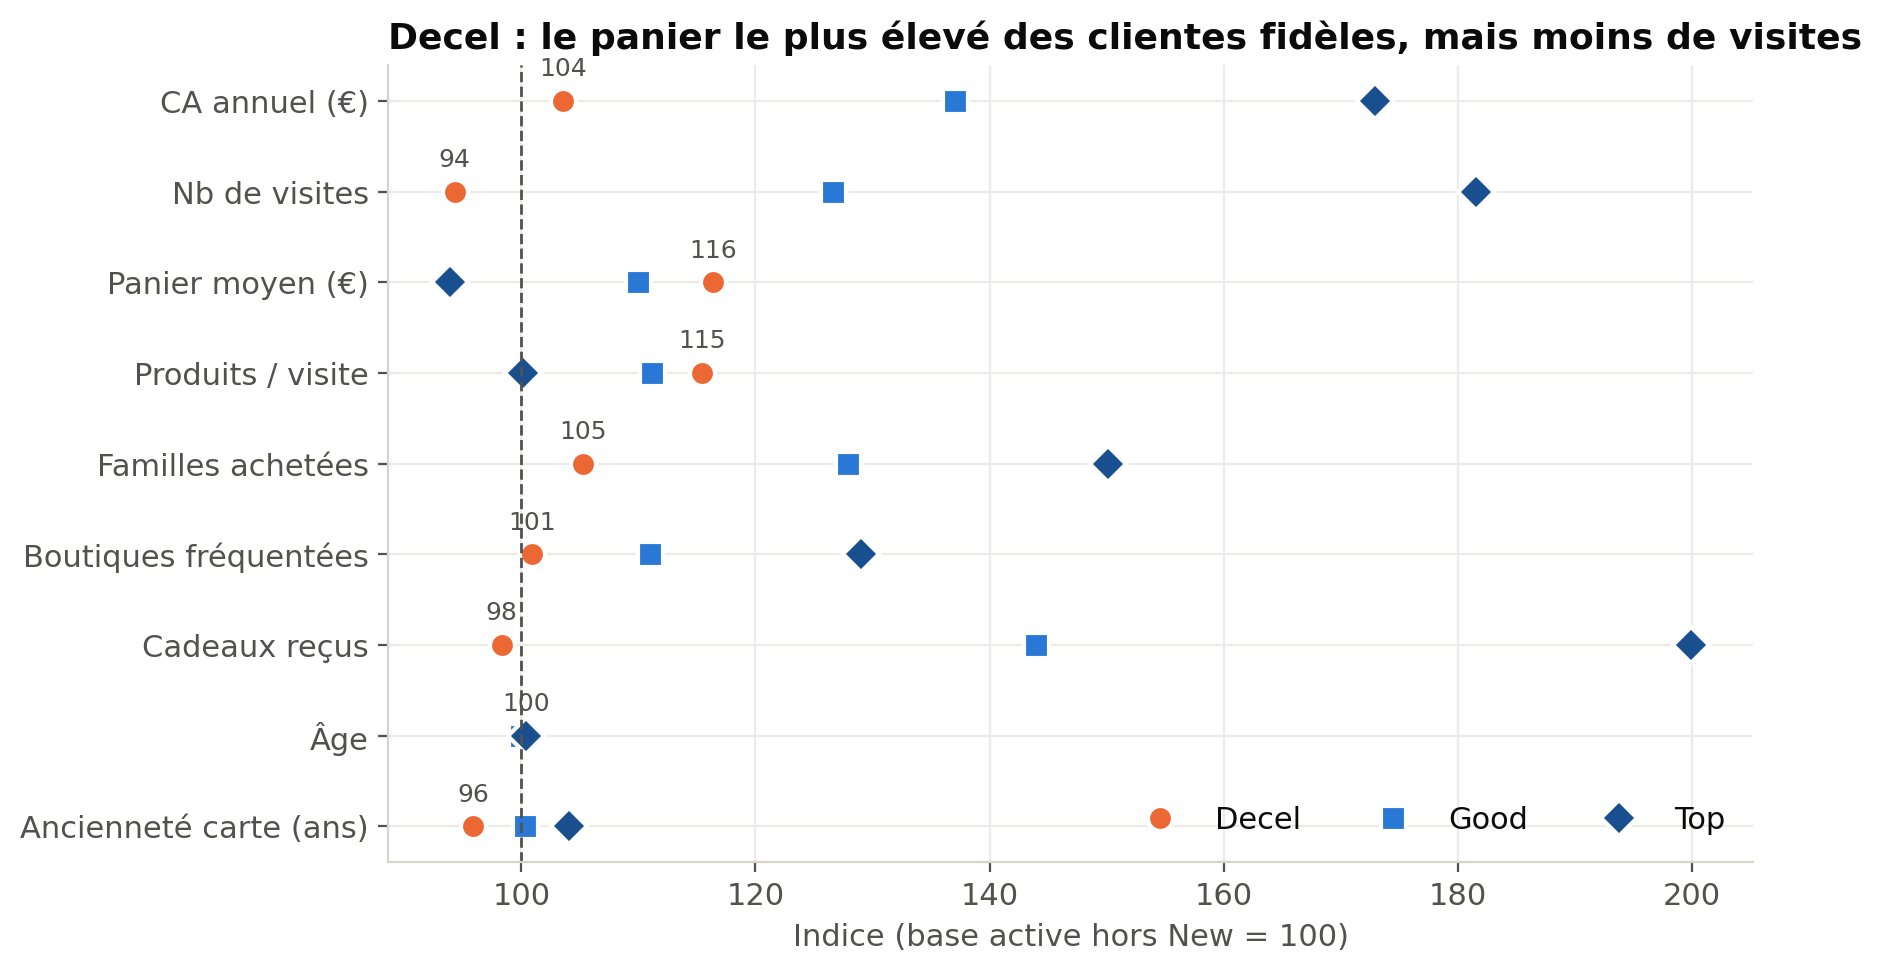 Decel : le panier le plus élevé des clientes fidèles, mais moins de visites
104
CA annuel (€)
94
Nb de visites
116
Panier moyen (€)
115
Produits / visite
105
Familles achetées
101
Boutiques fréquentées
98
Cadeaux reçus
100
Âge
96
Ancienneté carte (ans)
Decel Good Top
100 120 140 160 180 200
Indice (base active hors New = 100)